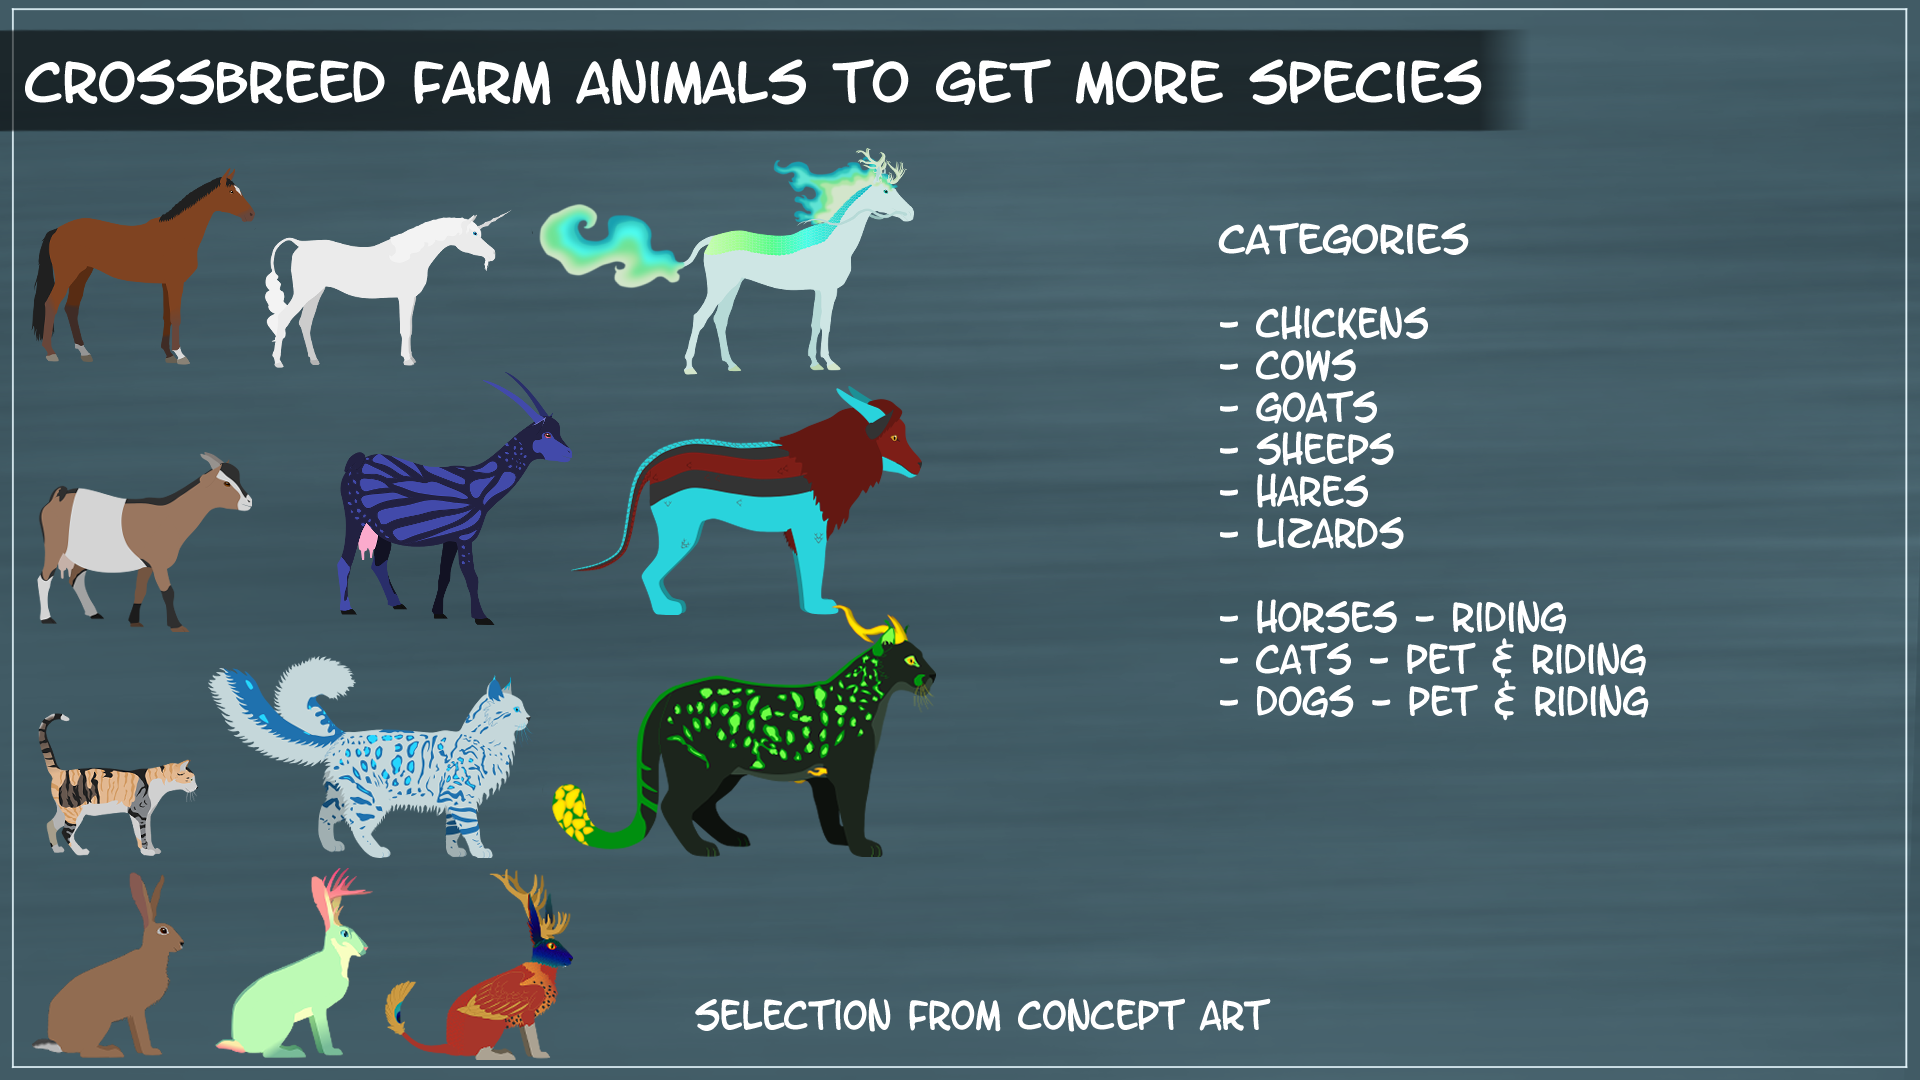 CROSSBREED FARM ANIMALS TO GET MORE SPECIES
CATEGORIES
- CHICKENS
- COWS
- GOATS
- SHEEPS
- HARES
- LIZARDS
- HORSES - RIDING
- CATS - PET & RIDING
- DOGS - PET & RIDING
SELECTION FROM CONCEPT ART